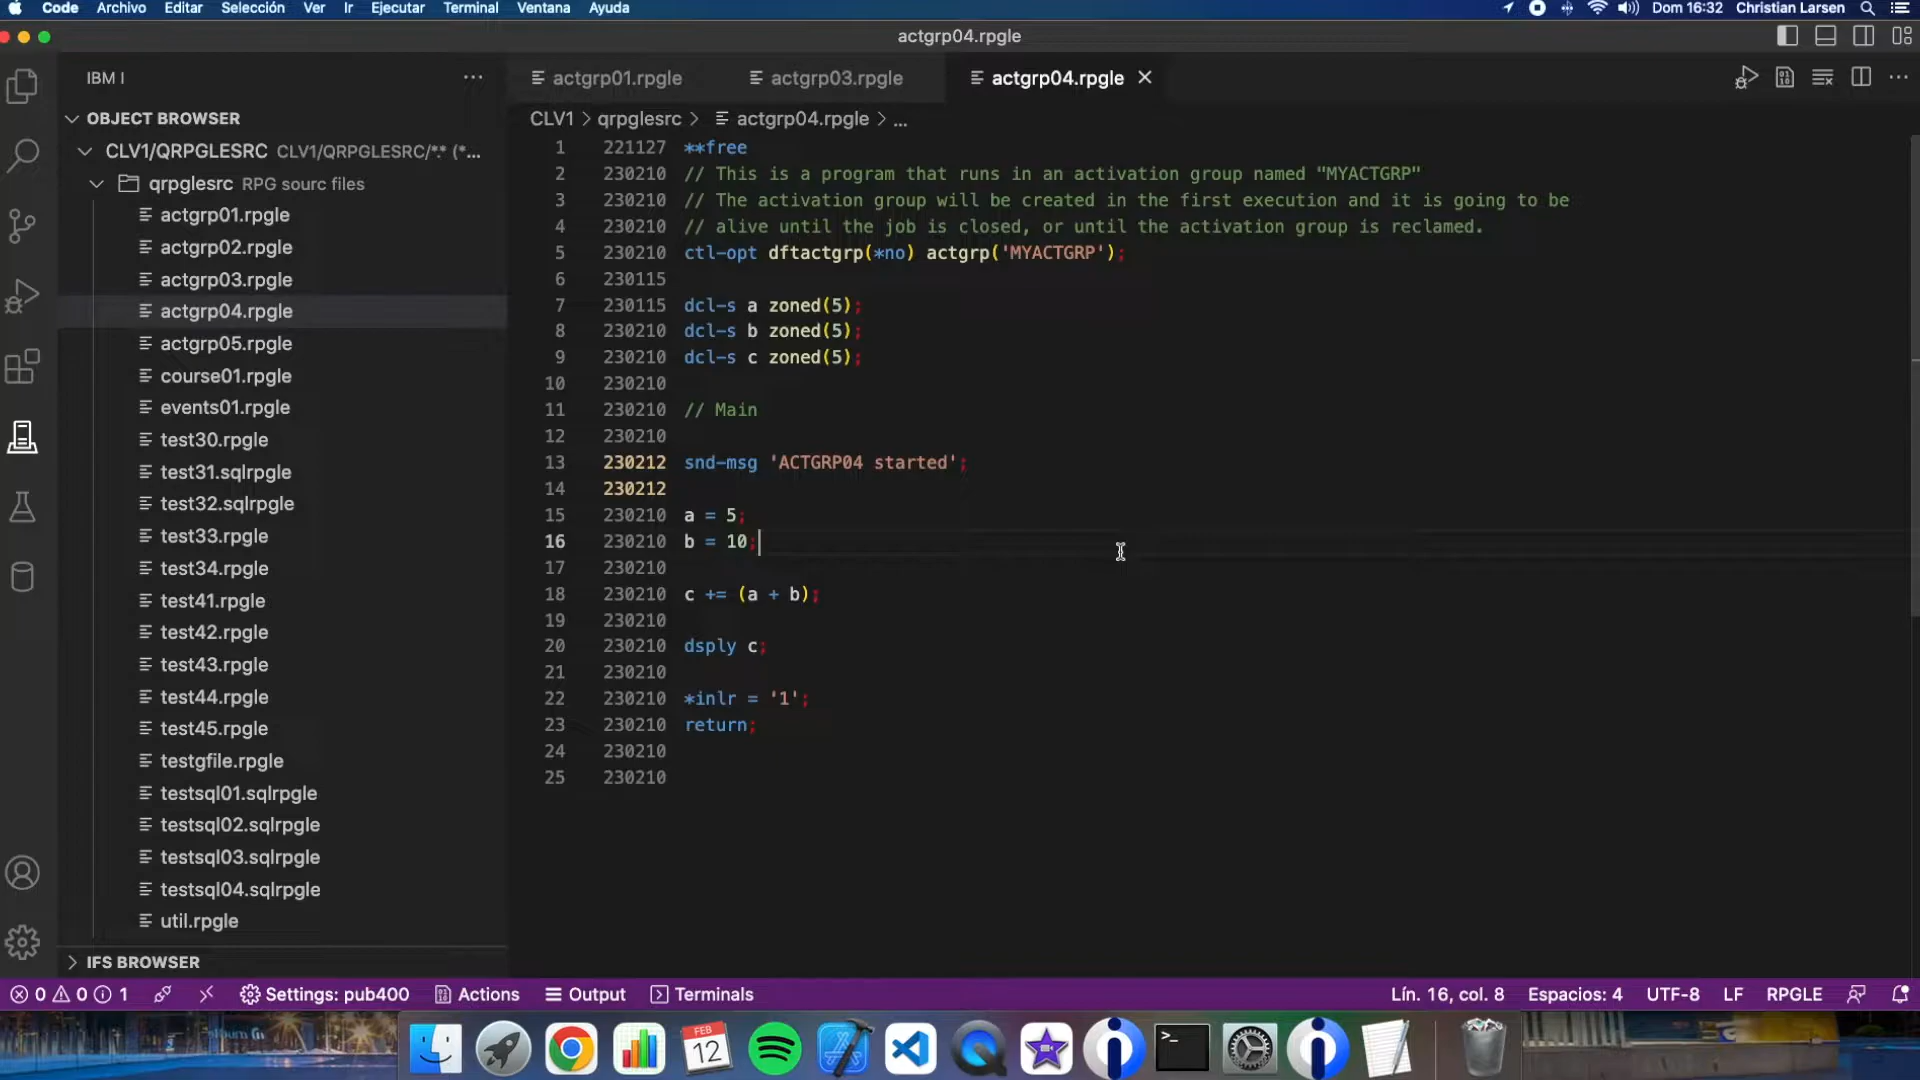 Code Archivo Editar Selección Ver Ir Ejecutar Terminal Ventana Ayuda Dom 16:32 Christian Larsen
actgrp04.rpgle
IBM I ...
actgrp01.rpgle actgrp03.rpgle actgrp04.rpgle
OBJECT BROWSER
CLV1 > qrpglesrc > actgrp04.rpgle > ...
CLV1/QRPGLESRC CLV1/QRPGLESRC/*.* (*...
qrpglesrc RPG sourc files
actgrp01.rpgle
actgrp02.rpgle
actgrp03.rpgle
actgrp04.rpgle
actgrp05.rpgle
course01.rpgle
events01.rpgle
test30.rpgle
test31.sqlrpgle
test32.sqlrpgle
test33.rpgle
test34.rpgle
test41.rpgle
test42.rpgle
test43.rpgle
test44.rpgle
test45.rpgle
testgfile.rpgle
testsql01.sqlrpgle
testsql02.sqlrpgle
testsql03.sqlrpgle
testsql04.sqlrpgle
util.rpgle
IFS BROWSER
1 221127 **free
2 230210 // This is a program that runs in an activation group named "MYACTGRP"
3 230210 // The activation group will be created in the first execution and it is going to be
4 230210 // alive until the job is closed, or until the activation group is reclamed.
5 230210 ctl-opt dftactgrp(*no) actgrp('MYACTGRP');
6 230115
7 230115 dcl-s a zoned(5);
8 230210 dcl-s b zoned(5);
9 230210 dcl-s c zoned(5);
10 230210
11 230210 // Main
12 230210
13 230212 snd-msg 'ACTGRP04 started';
14 230212
15 230210 a = 5;
16 230210 b = 10;
17 230210
18 230210 c += (a + b);
19 230210
20 230210 dsply c;
21 230210
22 230210 *inlr = '1';
23 230210 return;
24 230210
25 230210
0 0 1 Settings: pub400 Actions Output Terminals Lín. 16, col. 8 Espacios: 4 UTF-8 LF RPGLE
FEB
12